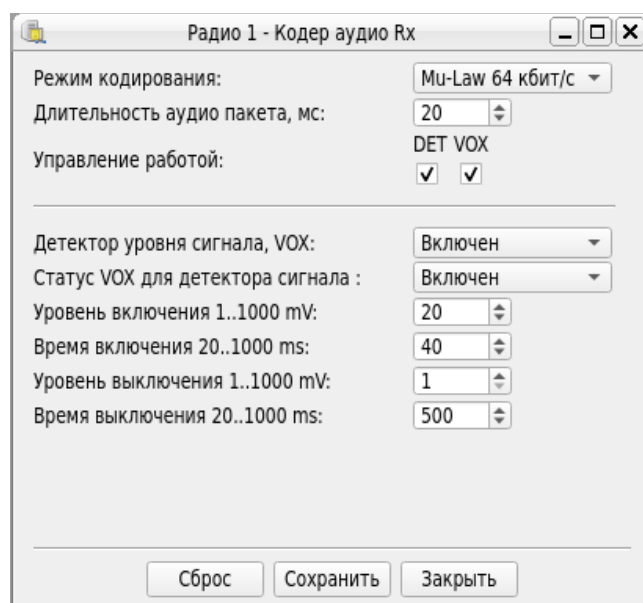 Радио 1 - Кодер аудио Rx
Режим кодирования: Mu-Law 64 кбит/с
Длительность аудио пакета, мс: 20
DET VOX
Управление работой:
Детектор уровня сигнала, VOX: Включен
Статус VOX для детектора сигнала : Включен
Уровень включения 1..1000 mV: 20
Время включения 20..1000 ms: 40
Уровень выключения 1..1000 mV: 1
Время выключения 20..1000 ms: 500
Сброс Сохранить Закрыть